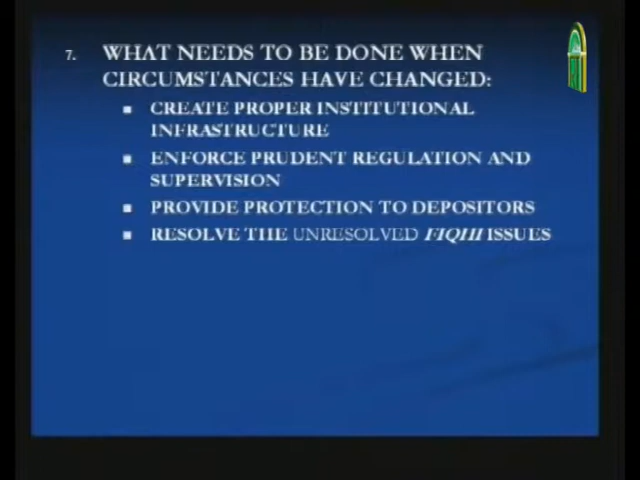 7. WHAT NEEDS TO BE DONE WHEN
CIRCUMSTANCES HAVE CHANGED:
CREATE PROPER INSTITUTIONAL
INFRASTRUCTURE
ENFORCE PRUDENT REGULATION AND
SUPERVISION
PROVIDE PROTECTION TO DEPOSITORS
RESOLVE THE UNRESOLVED FIQHI ISSUES